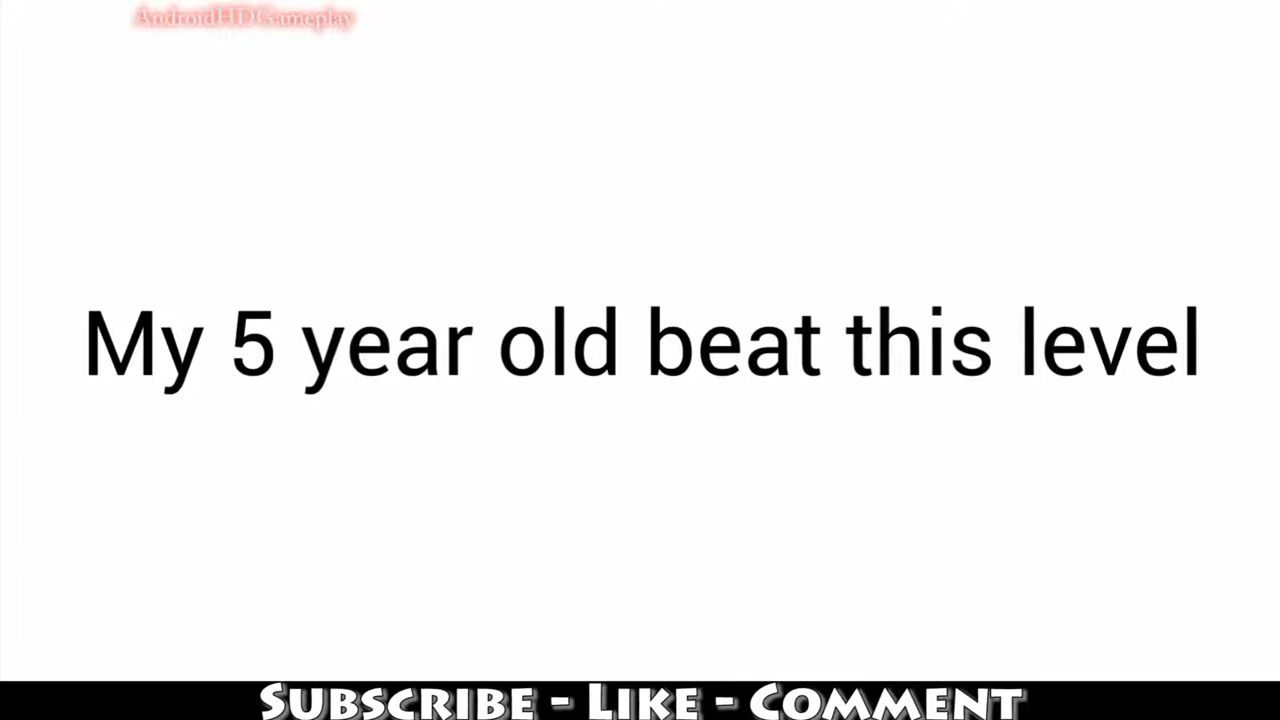 AndroidHDGameplay
My 5 year old beat this level
SUBSCRIBE - LIKE - COMMENT